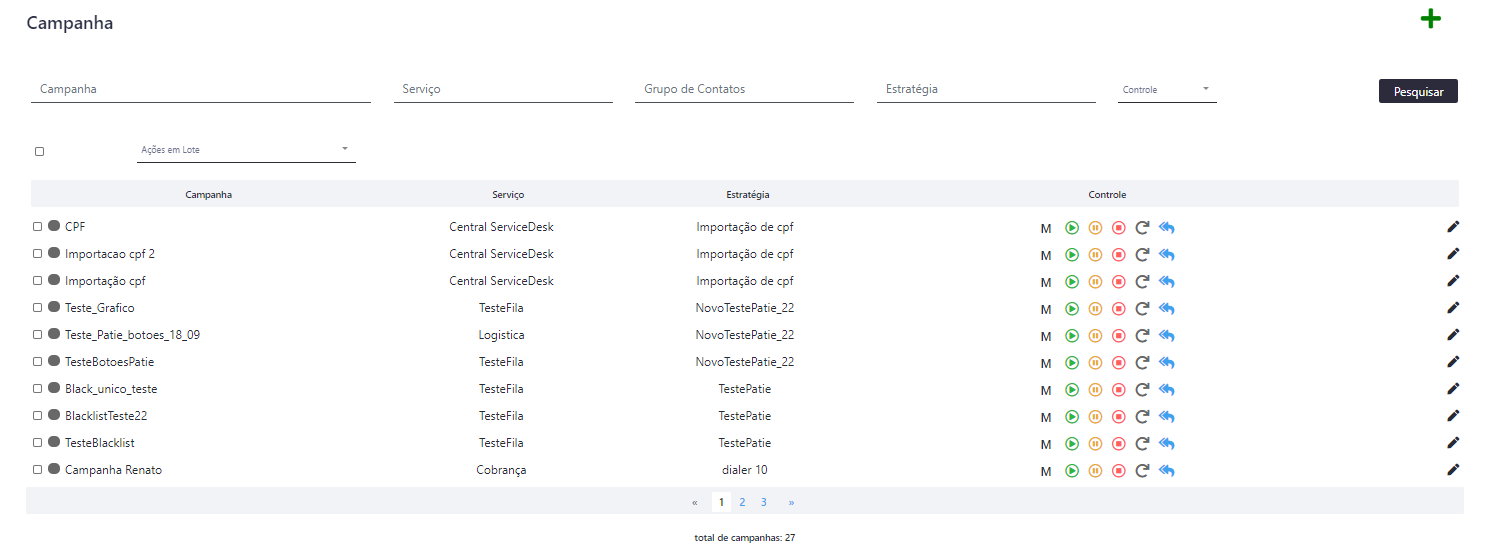 Campanha
Campanha Serviço Grupo de Contatos Estratégia Controle Pesquisar
Ações em Lote
Campanha Serviço Estratégia Controle
CPF Central ServiceDesk Importação de cpf M
Importacao cpf 2 Central ServiceDesk Importação de cpf M
Importação cpf Central ServiceDesk Importação de cpf M
Teste_Grafico TesteFila NovoTestePatie_22 M
Teste_Patie_botoes_18_09 Logistica NovoTestePatie_22 M
TesteBotoesPatie TesteFila NovoTestePatie_22 M
Black_unico_teste TesteFila TestePatie M
BlacklistTeste22 TesteFila TestePatie M
TesteBlacklist TesteFila TestePatie M
Campanha Renato Cobrança dialer 10 M
« 1 2 3 »
total de campanhas: 27